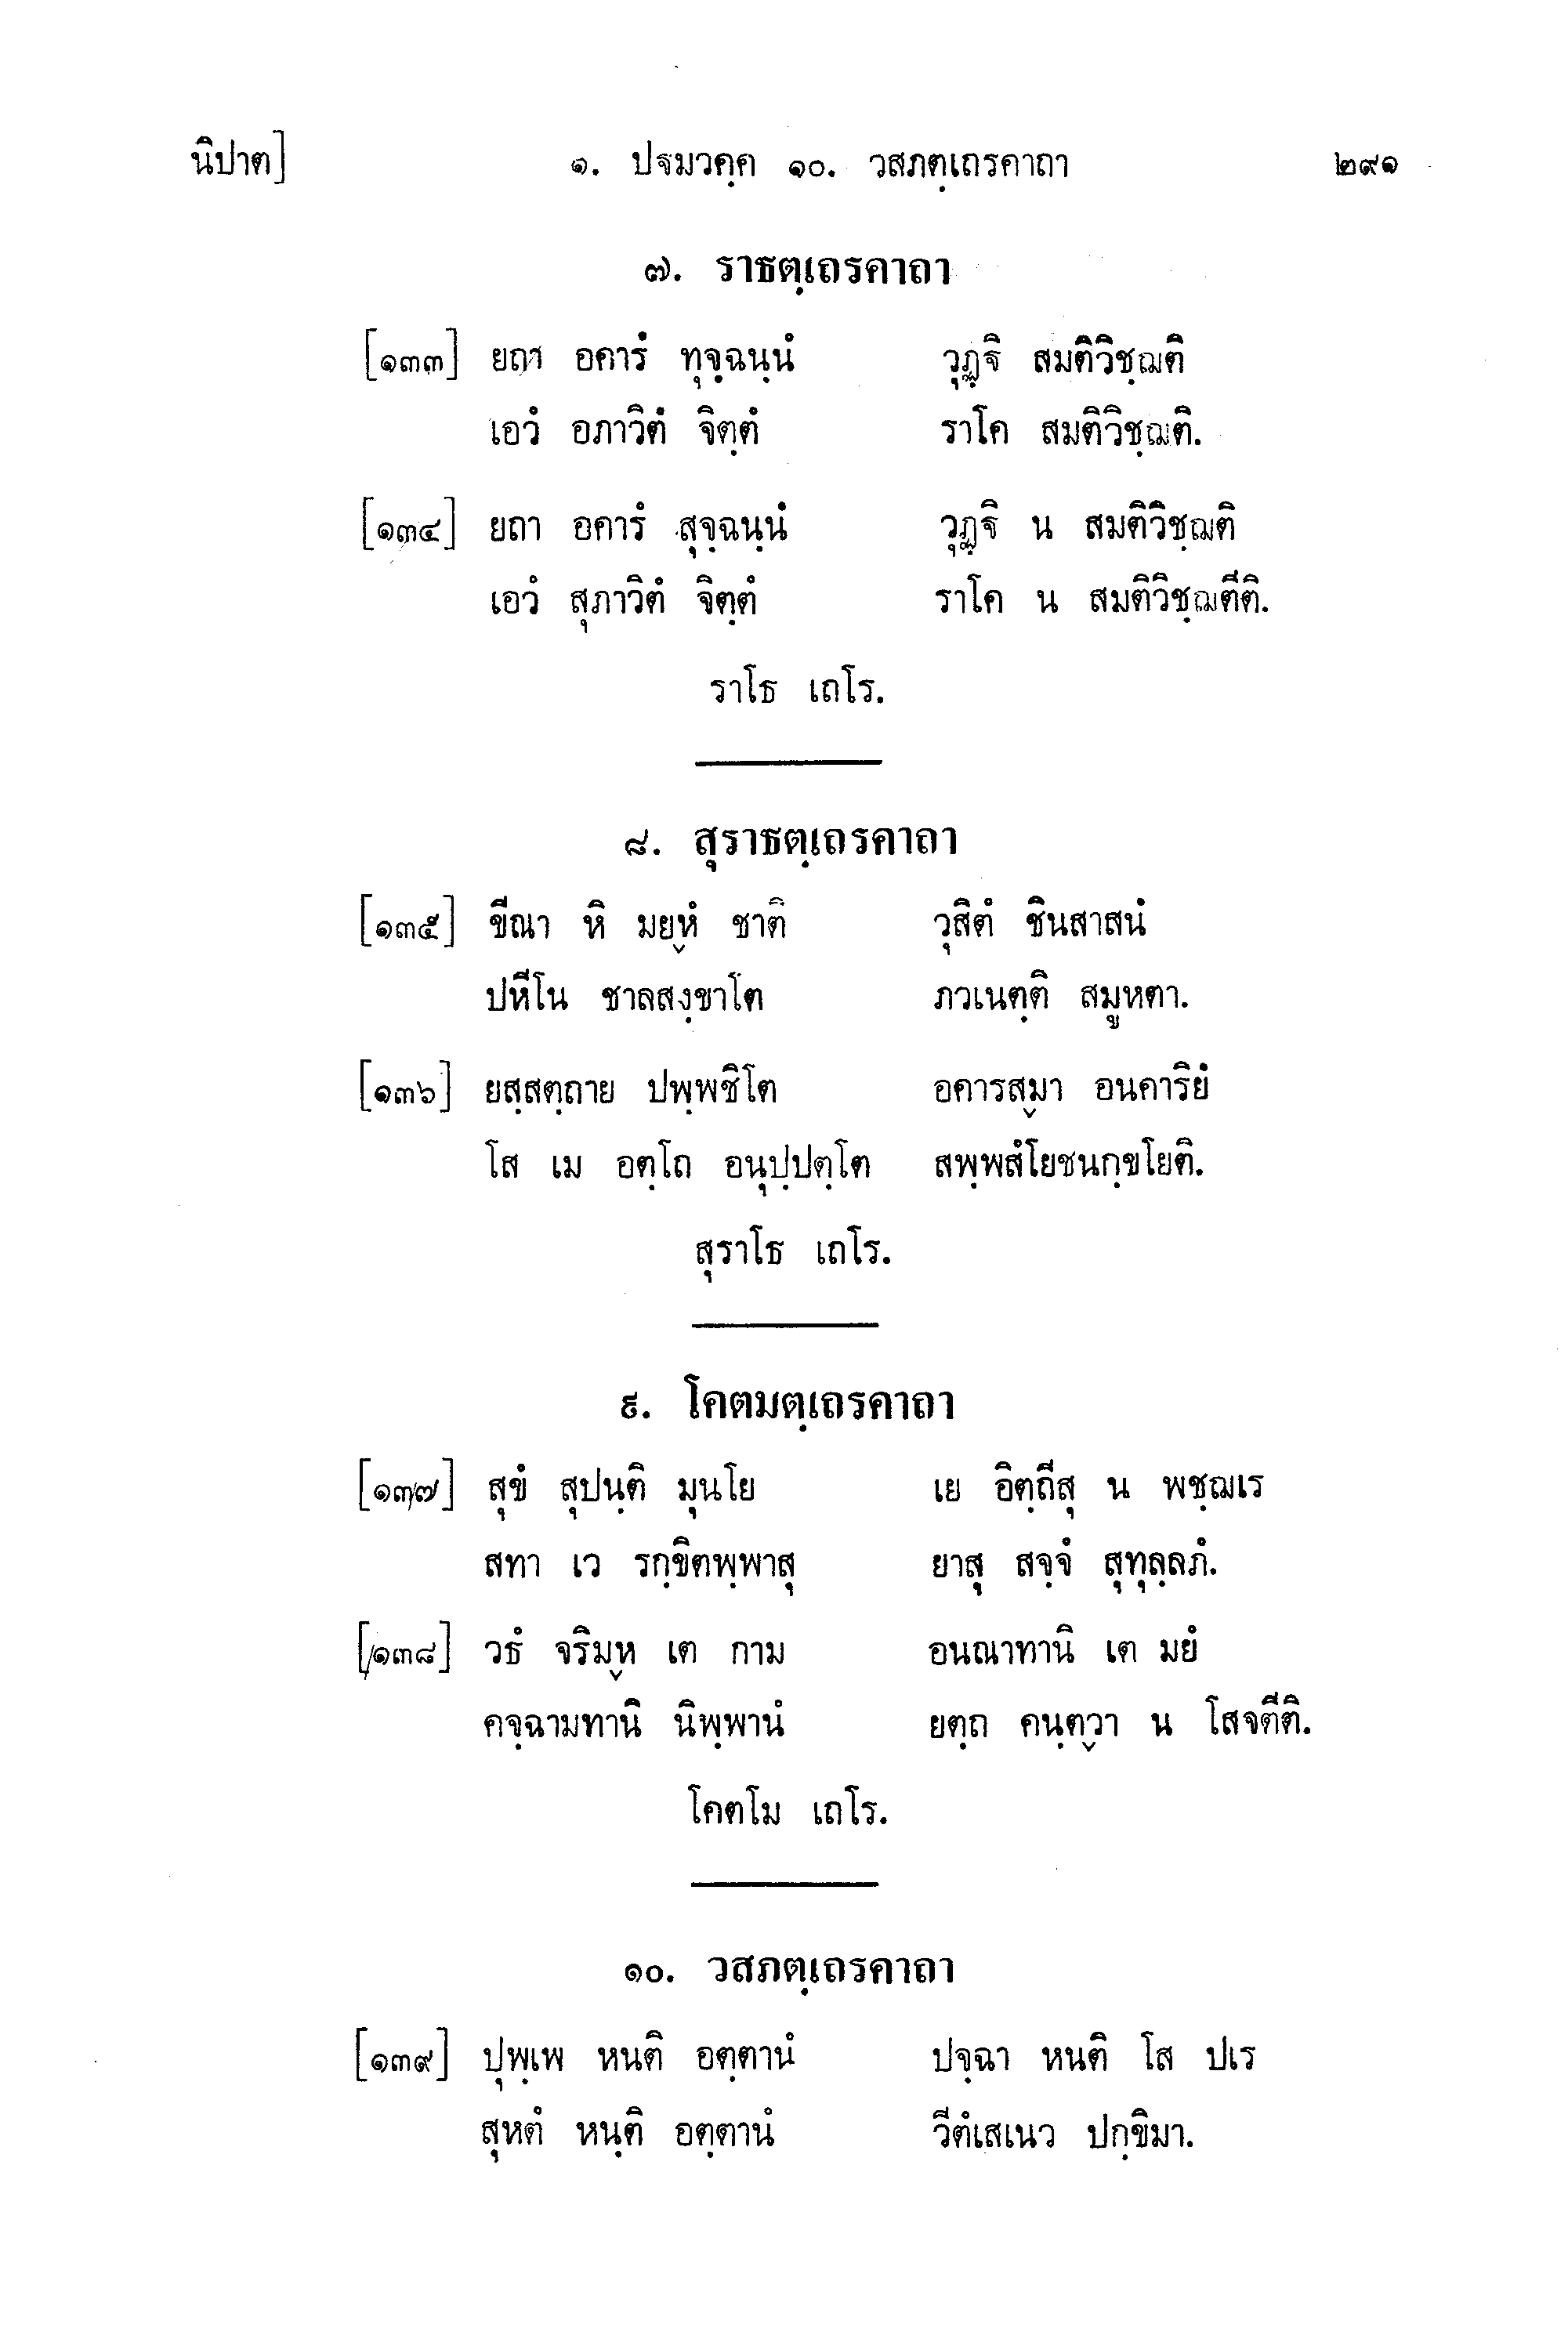 นิปาต] ๑. ปฐมวคฺค ๑๐. วสภตฺเถรคาถา ๒๙๑
๗. ราธตฺเถรคาถา
[๑๓๓] ยถา อคารํ ทุจฺฉนฺนํ วุฏฺฐิ สมติวิชฺฌติ
เอวํ อภาวิตํ จิตฺตํ ราโค สมติวิชฺฌติ.
[๑๓๔] ยถา อคารํ สุจฺฉนฺนํ วุฏฺฐิ น สมติวิชฺฌติ
เอวํ สุภาวิตํ จิตฺตํ ราโค น สมติวิชฺฌตีติ.
ราโธ เถโร.
๘. สุราธตฺเถรคาถา
[๑๓๕] ขีณา หิ มยฺหํ ชาติ วุสิตํ ชินสาสนํ
ปหีโน ชาลสงฺขาโต ภวเนตฺติ สมูหตา.
[๑๓๖] ยสฺสตฺถาย ปพฺพชิโต อคารสฺมา อนคาริยํ
โส เม อตฺโถ อนุปฺปตฺโต สพฺพสํโยชนกฺขโยติ.
สุราโธ เถโร.
๙. โคตมตฺเถรคาถา
[๑๓๗] สุขํ สุปนฺติ มุนโย เย อิตฺถีสุ น พชฺฌเร
สทา เว รกฺขิตพฺพาสุ ยาสุ สจฺจํ สุทุลฺลภํ.
[๑๓๘] วธํ จริมฺห เต กาม อนณาทานิ เต มยํ
คจฺฉามทานิ นิพฺพานํ ยตฺถ คนฺตฺวา น โสจตีติ.
โคตโม เถโร.
๑๐. วสภตฺเถรคาถา
[๑๓๙] ปุพฺเพ หนติ อตฺตานํ ปจฺฉา หนติ โส ปเร
สุหตํ หนฺติ อตฺตานํ วีตํเสเนว ปกฺขิมา.